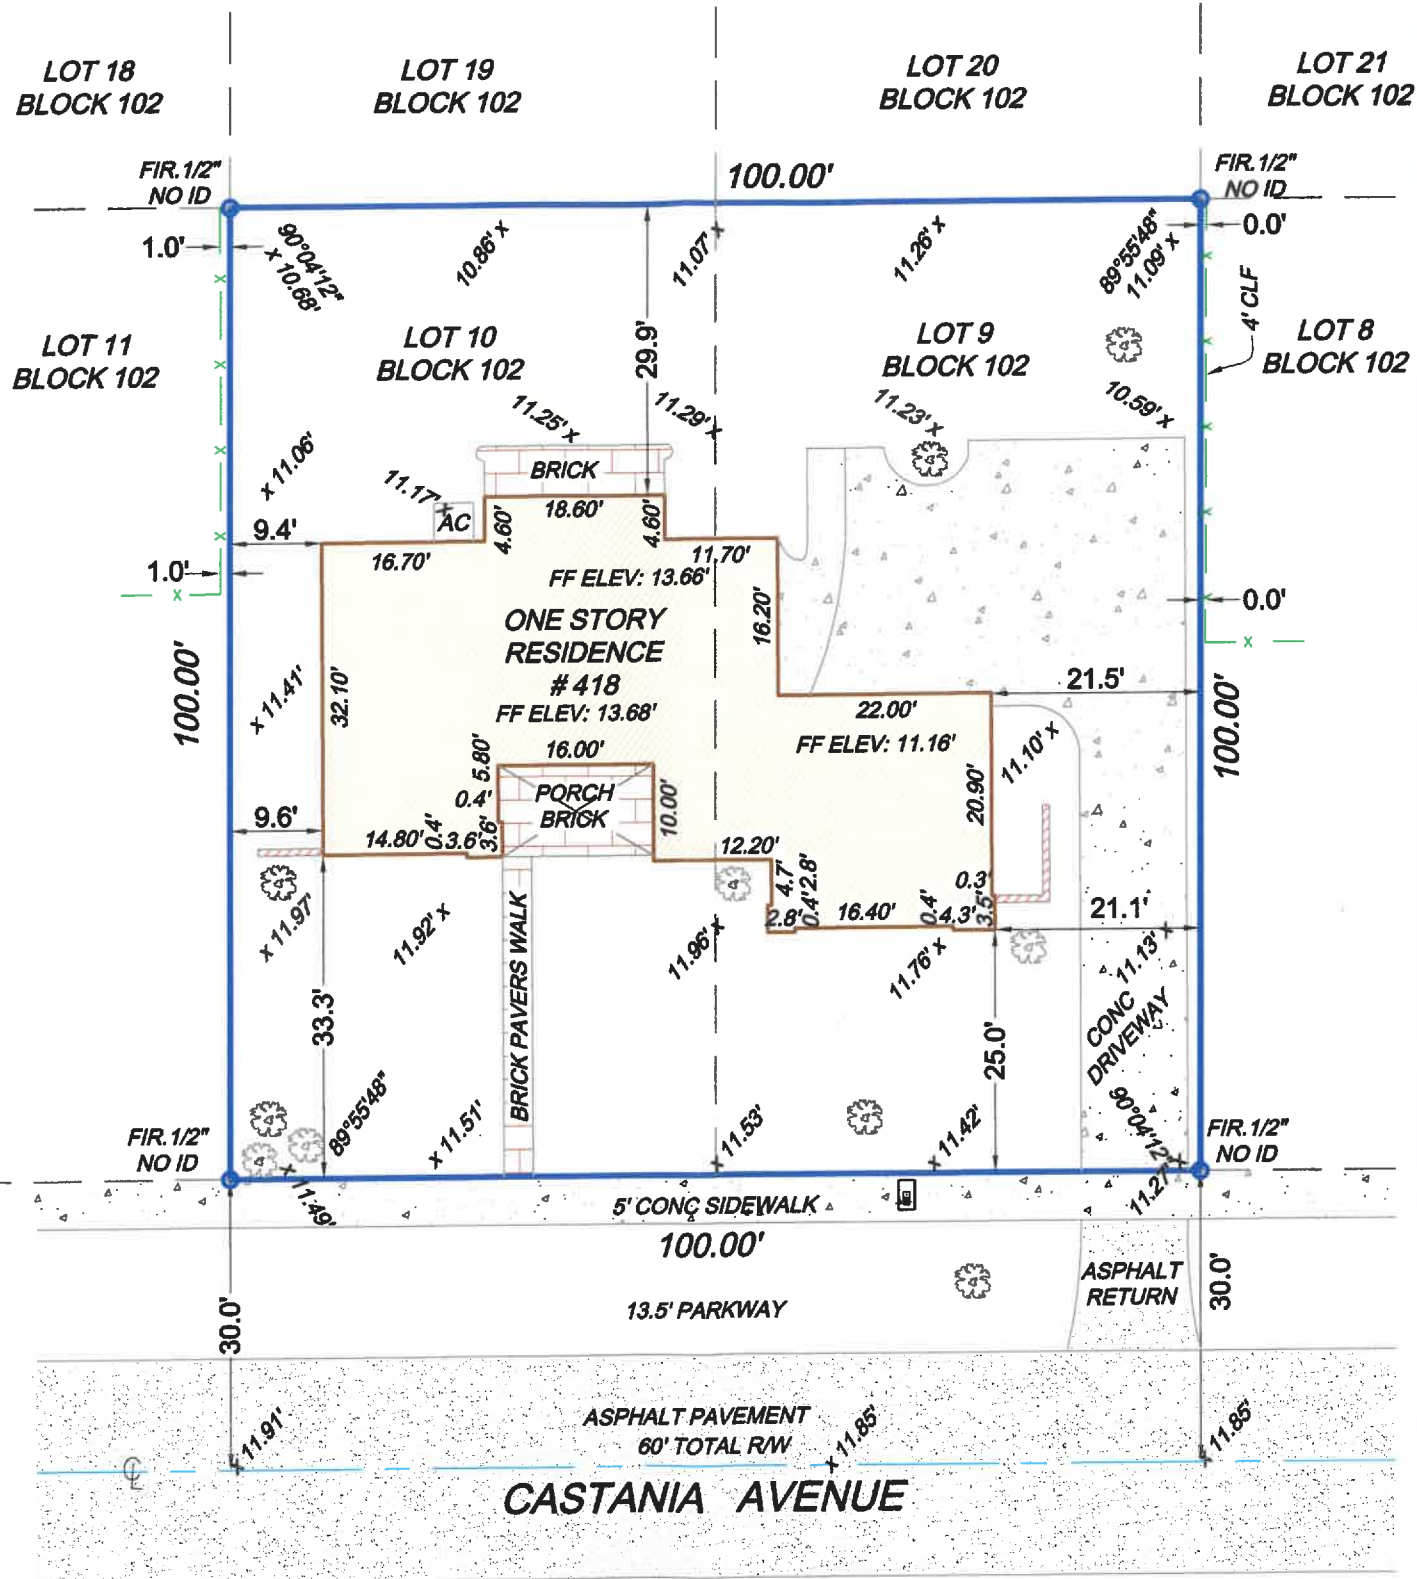 LOT 18
BLOCK 102
LOT 19
BLOCK 102
LOT 20
BLOCK 102
LOT 21
BLOCK 102
FIR.1/2"
NO ID
100.00'
FIR.1/2"
NO ID
1.0'
90°04'12"
x 10.68'
10.86' x
11.07' x
11.26' x
89°55'48"
11.09' x
0.0'
4' CLF
LOT 11
BLOCK 102
LOT 10
BLOCK 102
29.9'
LOT 9
BLOCK 102
LOT 8
BLOCK 102
11.25' x
11.29' x
11.23' x
10.59' x
x 11.06'
11.17' x
BRICK
AC
18.60'
4.60'
4.60'
9.4'
16.70'
11.70'
1.0'
FF ELEV: 13.66'
0.0'
ONE STORY
RESIDENCE
# 418
FF ELEV: 13.68'
16.20'
100.00'
x 11.41'
32.10'
21.5'
22.00'
FF ELEV: 11.16'
11.10' x
100.00'
16.00'
5.80'
0.4'
PORCH
BRICK
10.00'
20.90'
9.6'
14.80'
0.4'
3.6'
3.6'
12.20'
4.7'
2.8'
0.4'
2.8'
16.40'
0.4'
4.3'
0.3'
3.5'
21.1'
x 11.97'
11.92' x
11.96' x
11.76' x
11.13' x
BRICK PAVERS WALK
33.3'
25.0'
CONC
DRIVEWAY
89°55'48"
x 11.51'
11.53'
11.42'
90°04'12"
FIR.1/2"
NO ID
FIR.1/2"
NO ID
11.49'
11.27'
5' CONC SIDEWALK
100.00'
ASPHALT
RETURN
13.5' PARKWAY
30.0'
30.0'
11.91'
ASPHALT PAVEMENT
60' TOTAL R/W
x 11.85'
11.85'
CL
CASTANIA AVENUE